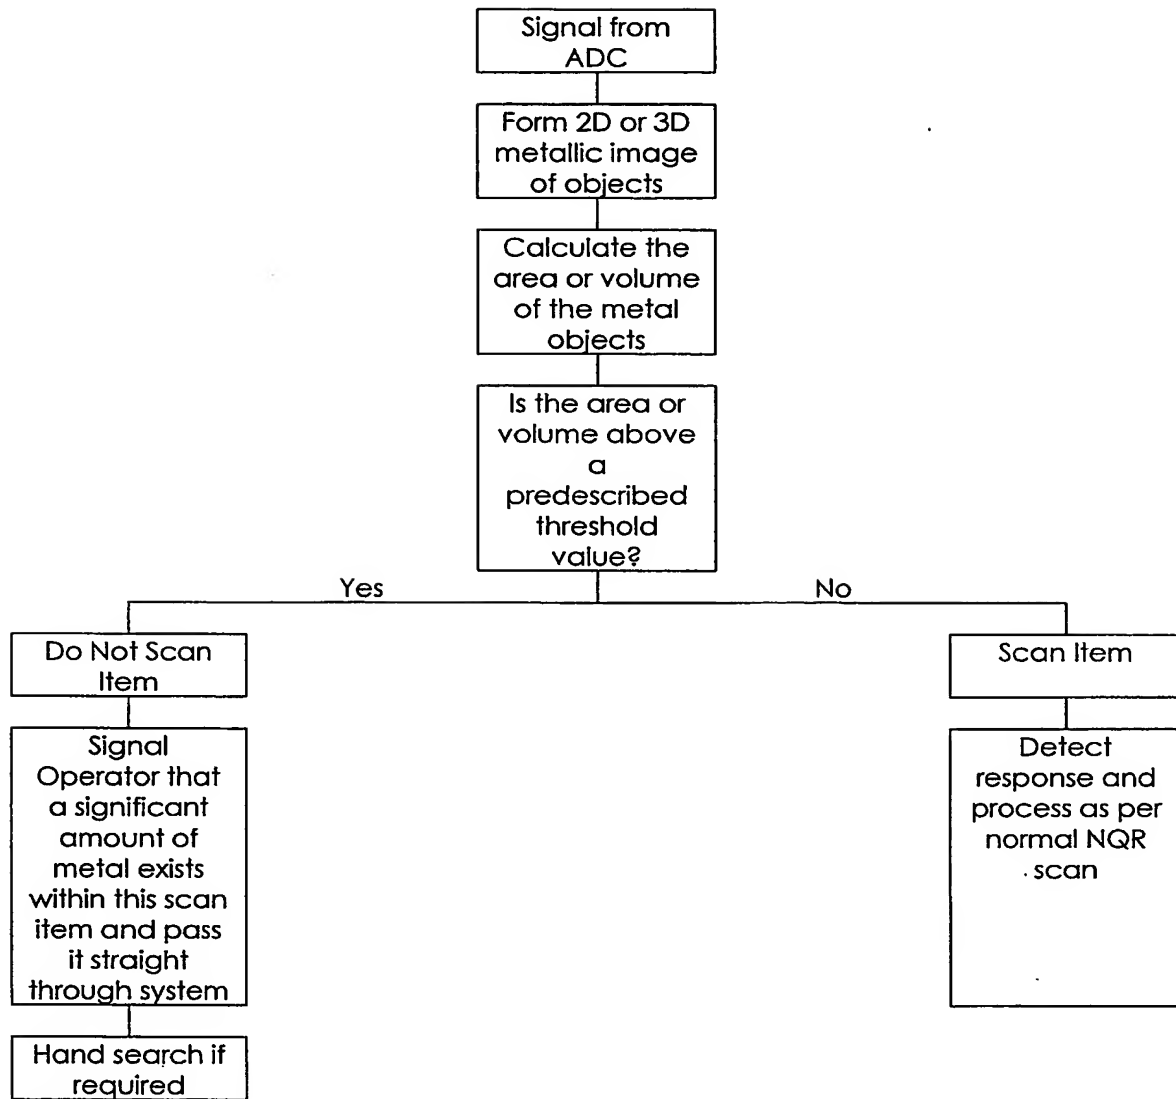 Signal from
ADC
Form 2D or 3D
metallic image
of objects
Calculate the
area or volume
of the metal
objects
Is the area or
volume above
a
predescribed
threshold
value?
Yes
No
Do Not Scan
Item
Signal
Operator that
a significant
amount of
metal exists
within this scan
item and pass
it straight
through system
Hand search if
required
Scan Item
Detect
response and
process as per
normal NQR
scan